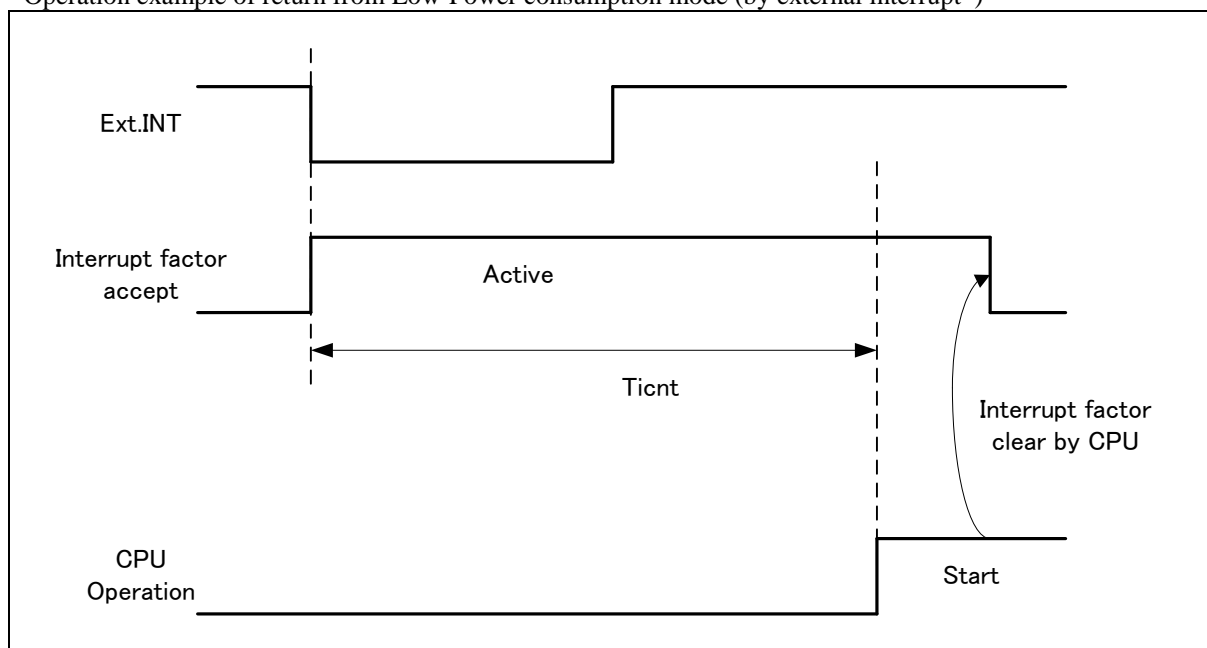 Operation example of return from Low-Power consumption mode (by external interrupt*)
Ext.INT
Interrupt factor
accept
Active
Ticnt
Interrupt factor
clear by CPU
CPU
Operation
Start